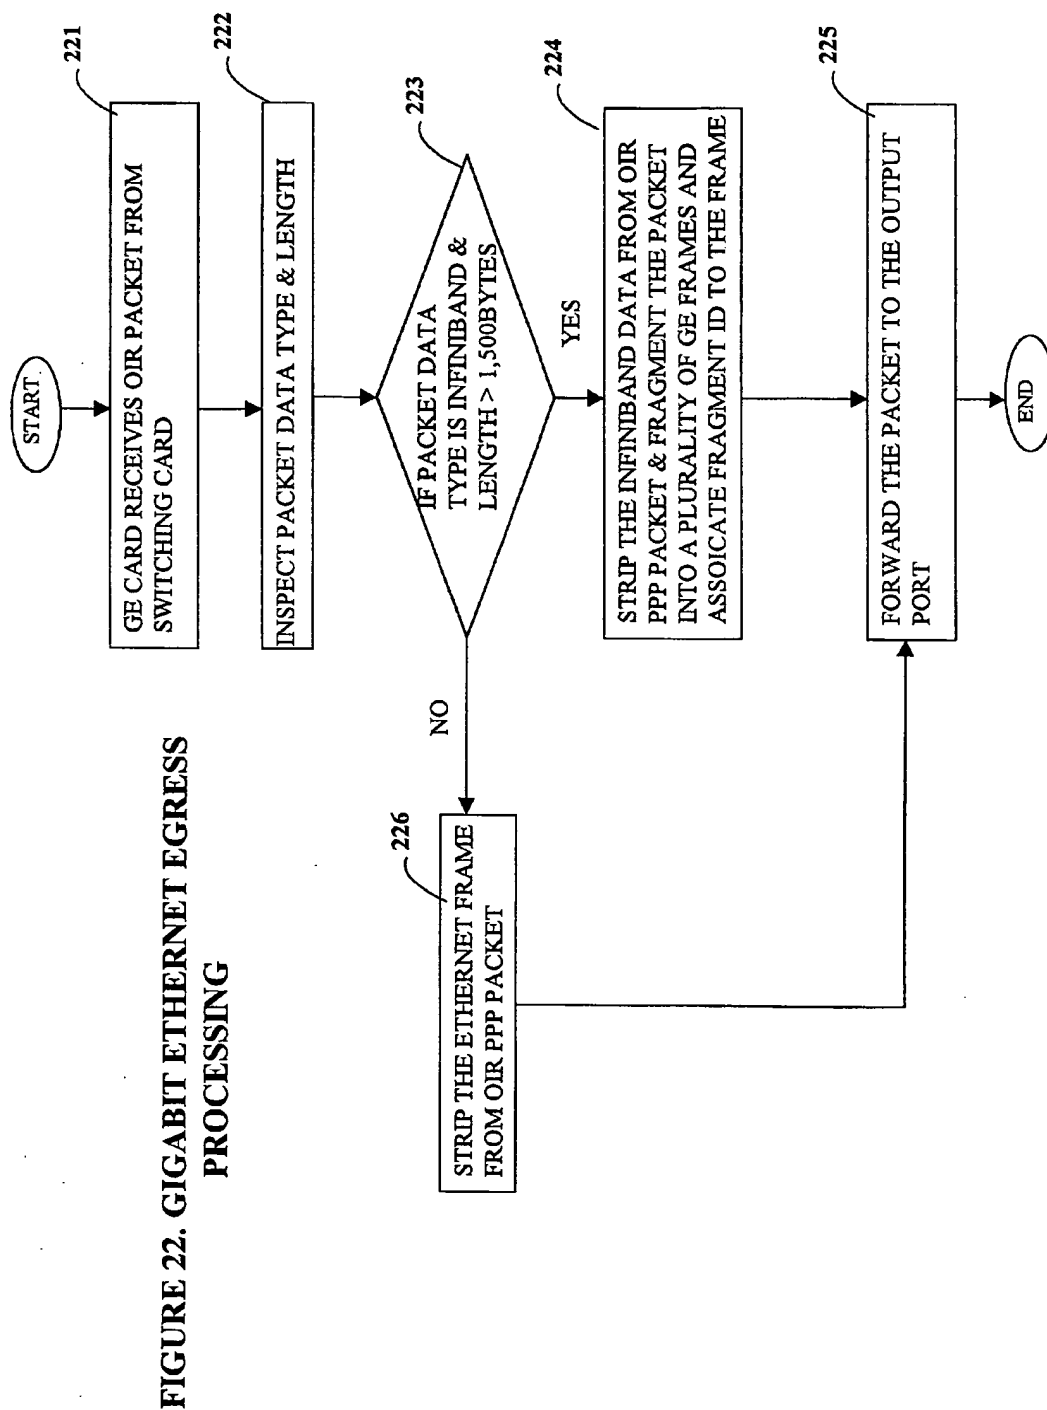 FIGURE 22. GIGABIT ETHERNET EGRESS
PROCESSING
START
221
GE CARD RECEIVES OIR PACKET FROM
SWITCHING CARD
222
INSPECT PACKET DATA TYPE & LENGTH
223
IF PACKET DATA
TYPE IS INFINIBAND &
LENGTH > 1,500BYTES
NO
YES
226
STRIP THE ETHERNET FRAME
FROM OIR PPP PACKET
224
STRIP THE INFINIBAND DATA FROM OIR
PPP PACKET & FRAGMENT THE PACKET
INTO A PLURALITY OF GE FRAMES AND
ASSOICATE FRAGMENT ID TO THE FRAME
225
FORWARD THE PACKET TO THE OUTPUT
PORT
END